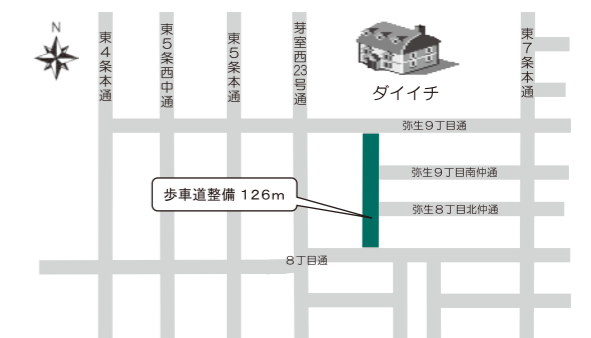 N
東4条本通
東5条西中通
東5条本通
芽室西23号通
東7条本通
ダイイチ
弥生9丁目通
弥生9丁目南仲通
歩車道整備 126m
弥生8丁目北仲通
8丁目通